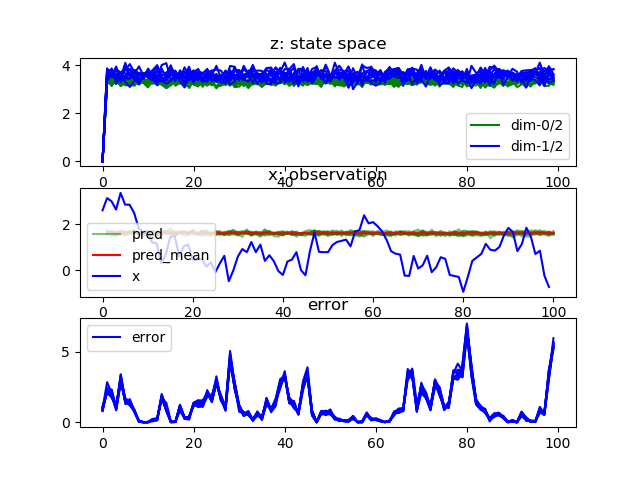 z: state space
4
2
0
dim-0/2
dim-1/2
0 20 40 60 80 100
x: observation
2
0
pred
pred_mean
x
0 20 40 60 80 100
error
5
0
error
0 20 40 60 80 100